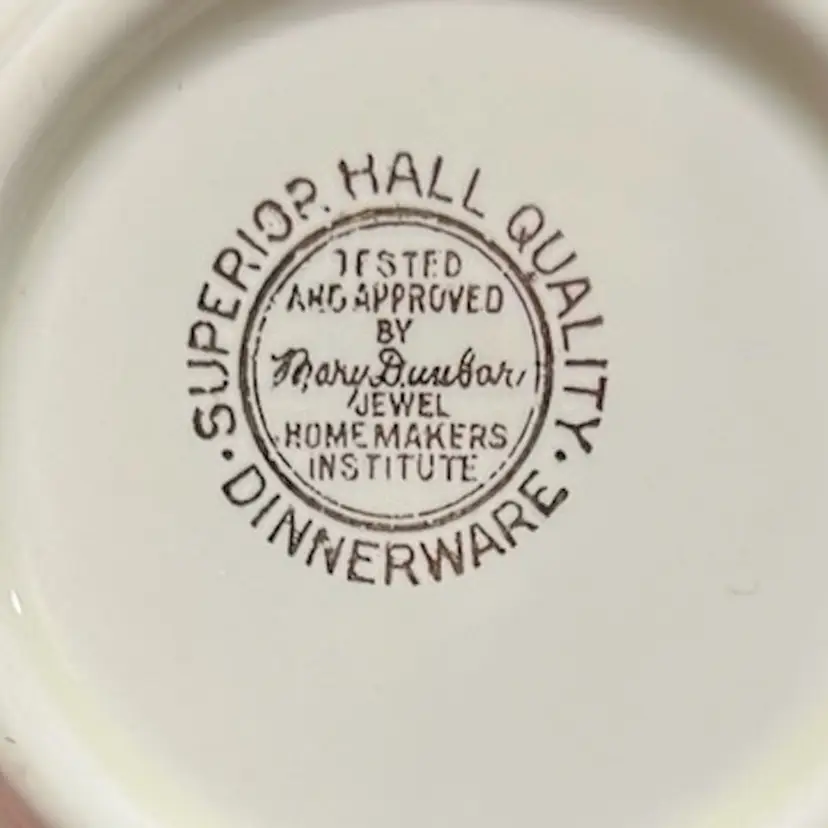 SUPERIOR HALL QUALITY
· DINNERWARE ·
TESTED
AND APPROVED
BY
Mary Dunbar
JEWEL
HOMEMAKERS
INSTITUTE